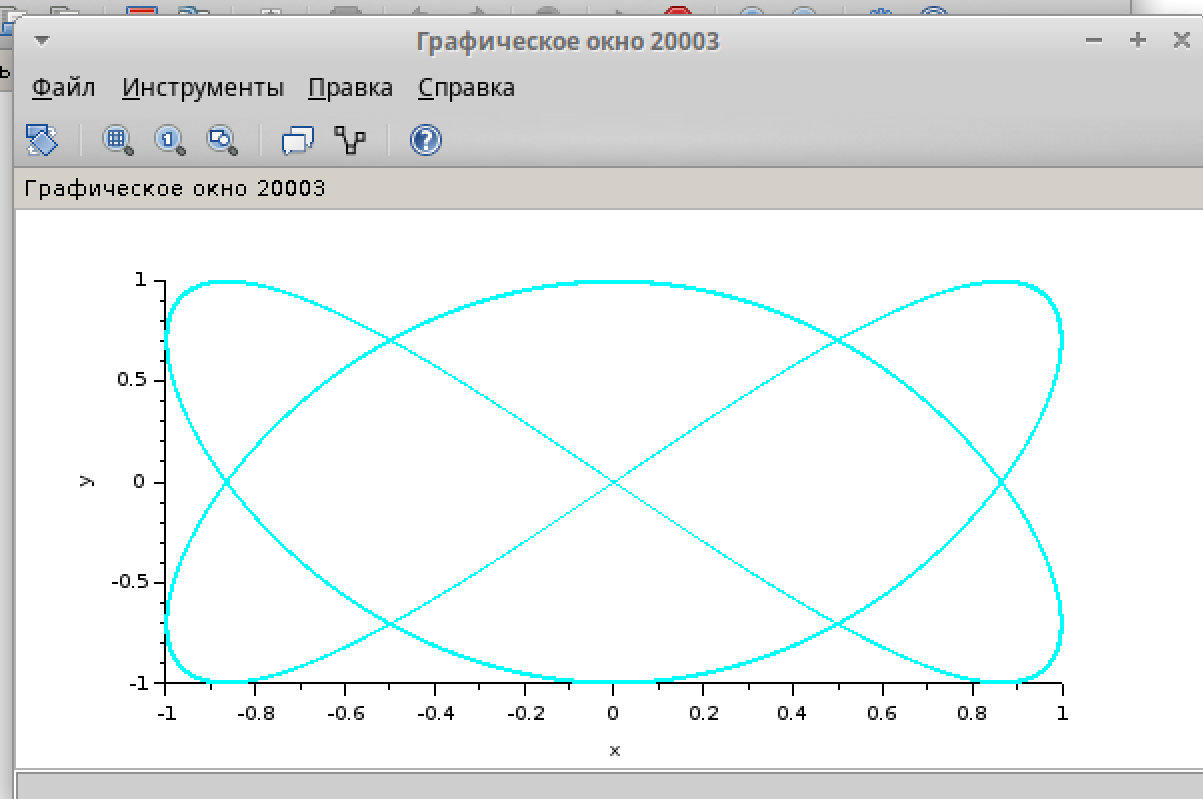 Графическое окно 20003
Файл Инструменты Правка Справка
Графическое окно 20003
1
0.5
0
-0.5
-1
y
-1 -0.8 -0.6 -0.4 -0.2 0 0.2 0.4 0.6 0.8 1
x